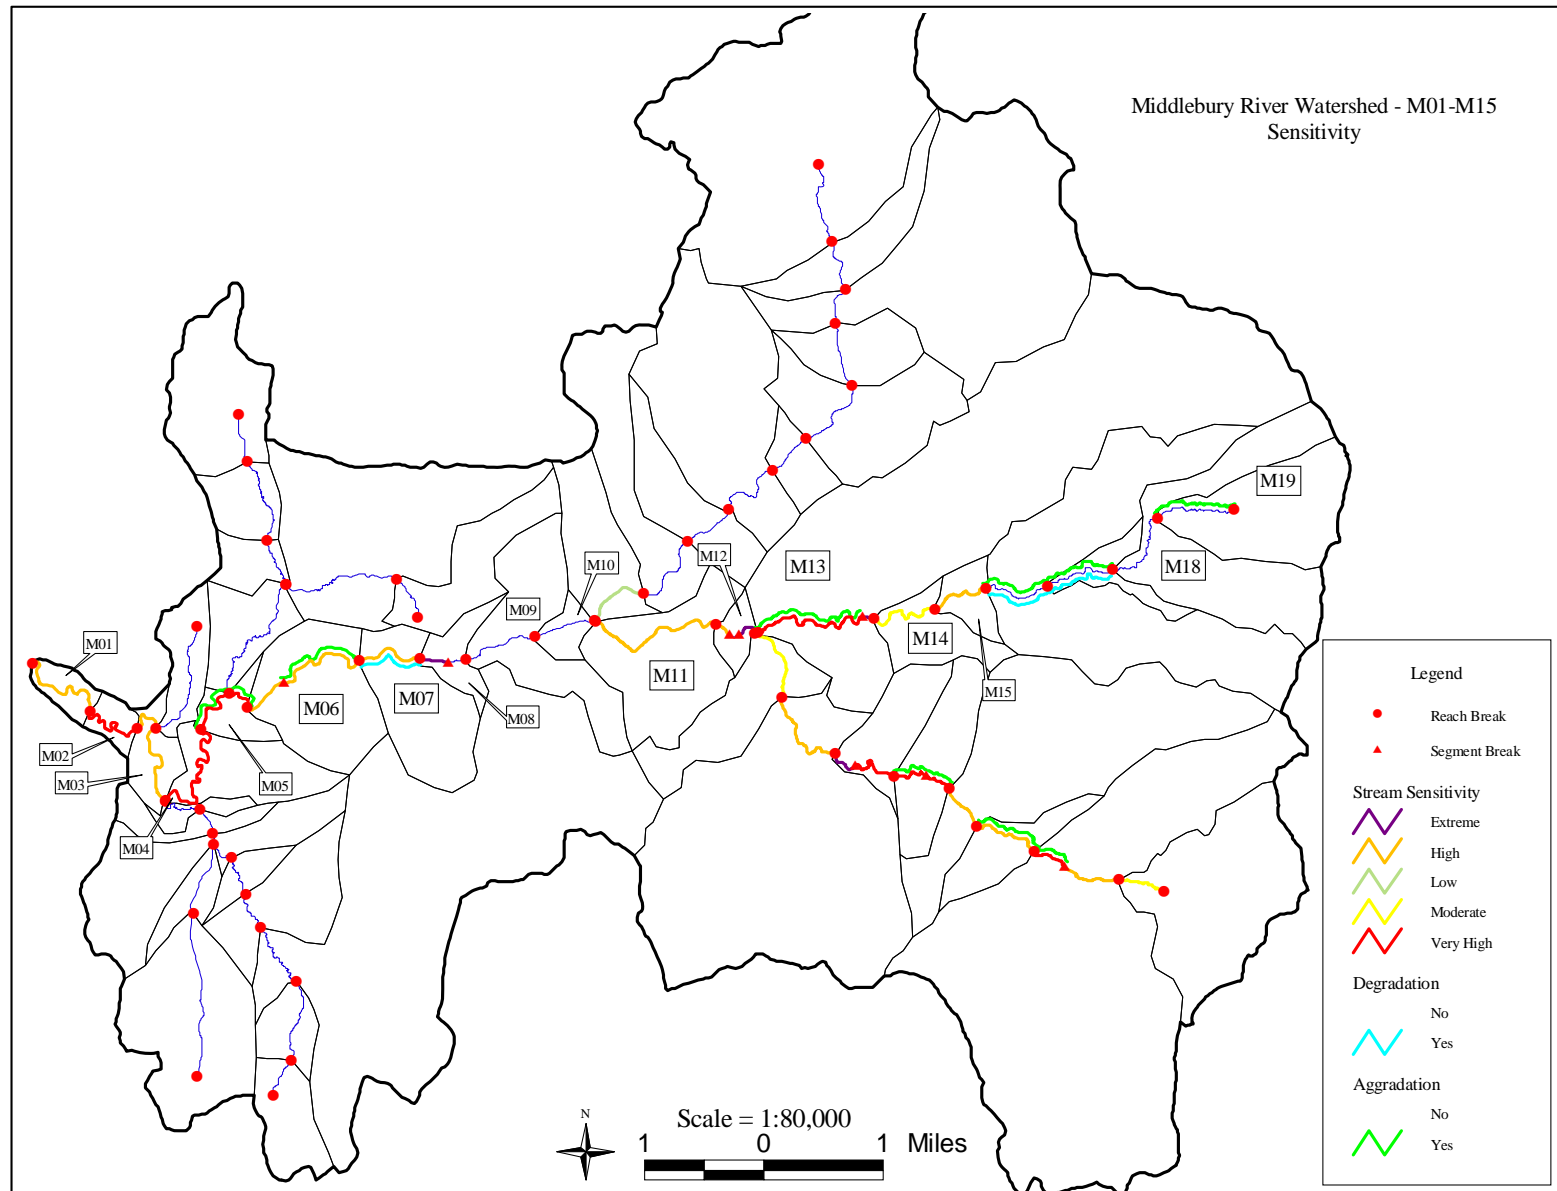 Middlebury River Watershed - M01-M15
Sensitivity
M19
M18
M13
M12
M10
M09
M14
M15
M11
M01
M06
M07
M08
M02
M03
M05
M04
Legend
Reach Break
Segment Break
Stream Sensitivity
Extreme
High
Low
Moderate
Very High
Degradation
No
Yes
Aggradation
No
Yes
N
Scale = 1:80,000
1 0 1 Miles